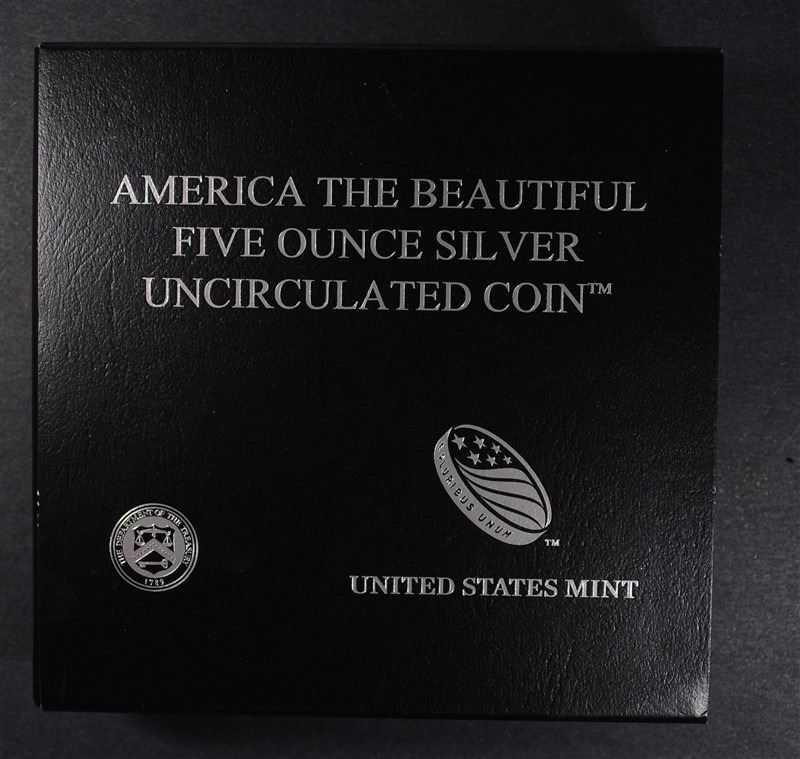 AMERICA THE BEAUTIFUL
FIVE OUNCE SILVER
UNCIRCULATED COIN™
E PLURIBUS UNUM
™
THE DEPARTMENT OF THE TREASURY
1789
UNITED STATES MINT